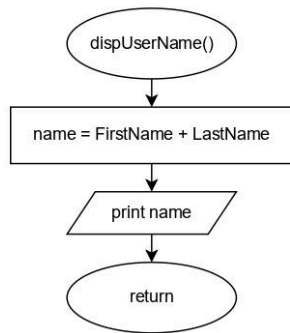 dispUserName()
name = FirstName + LastName
print name
return